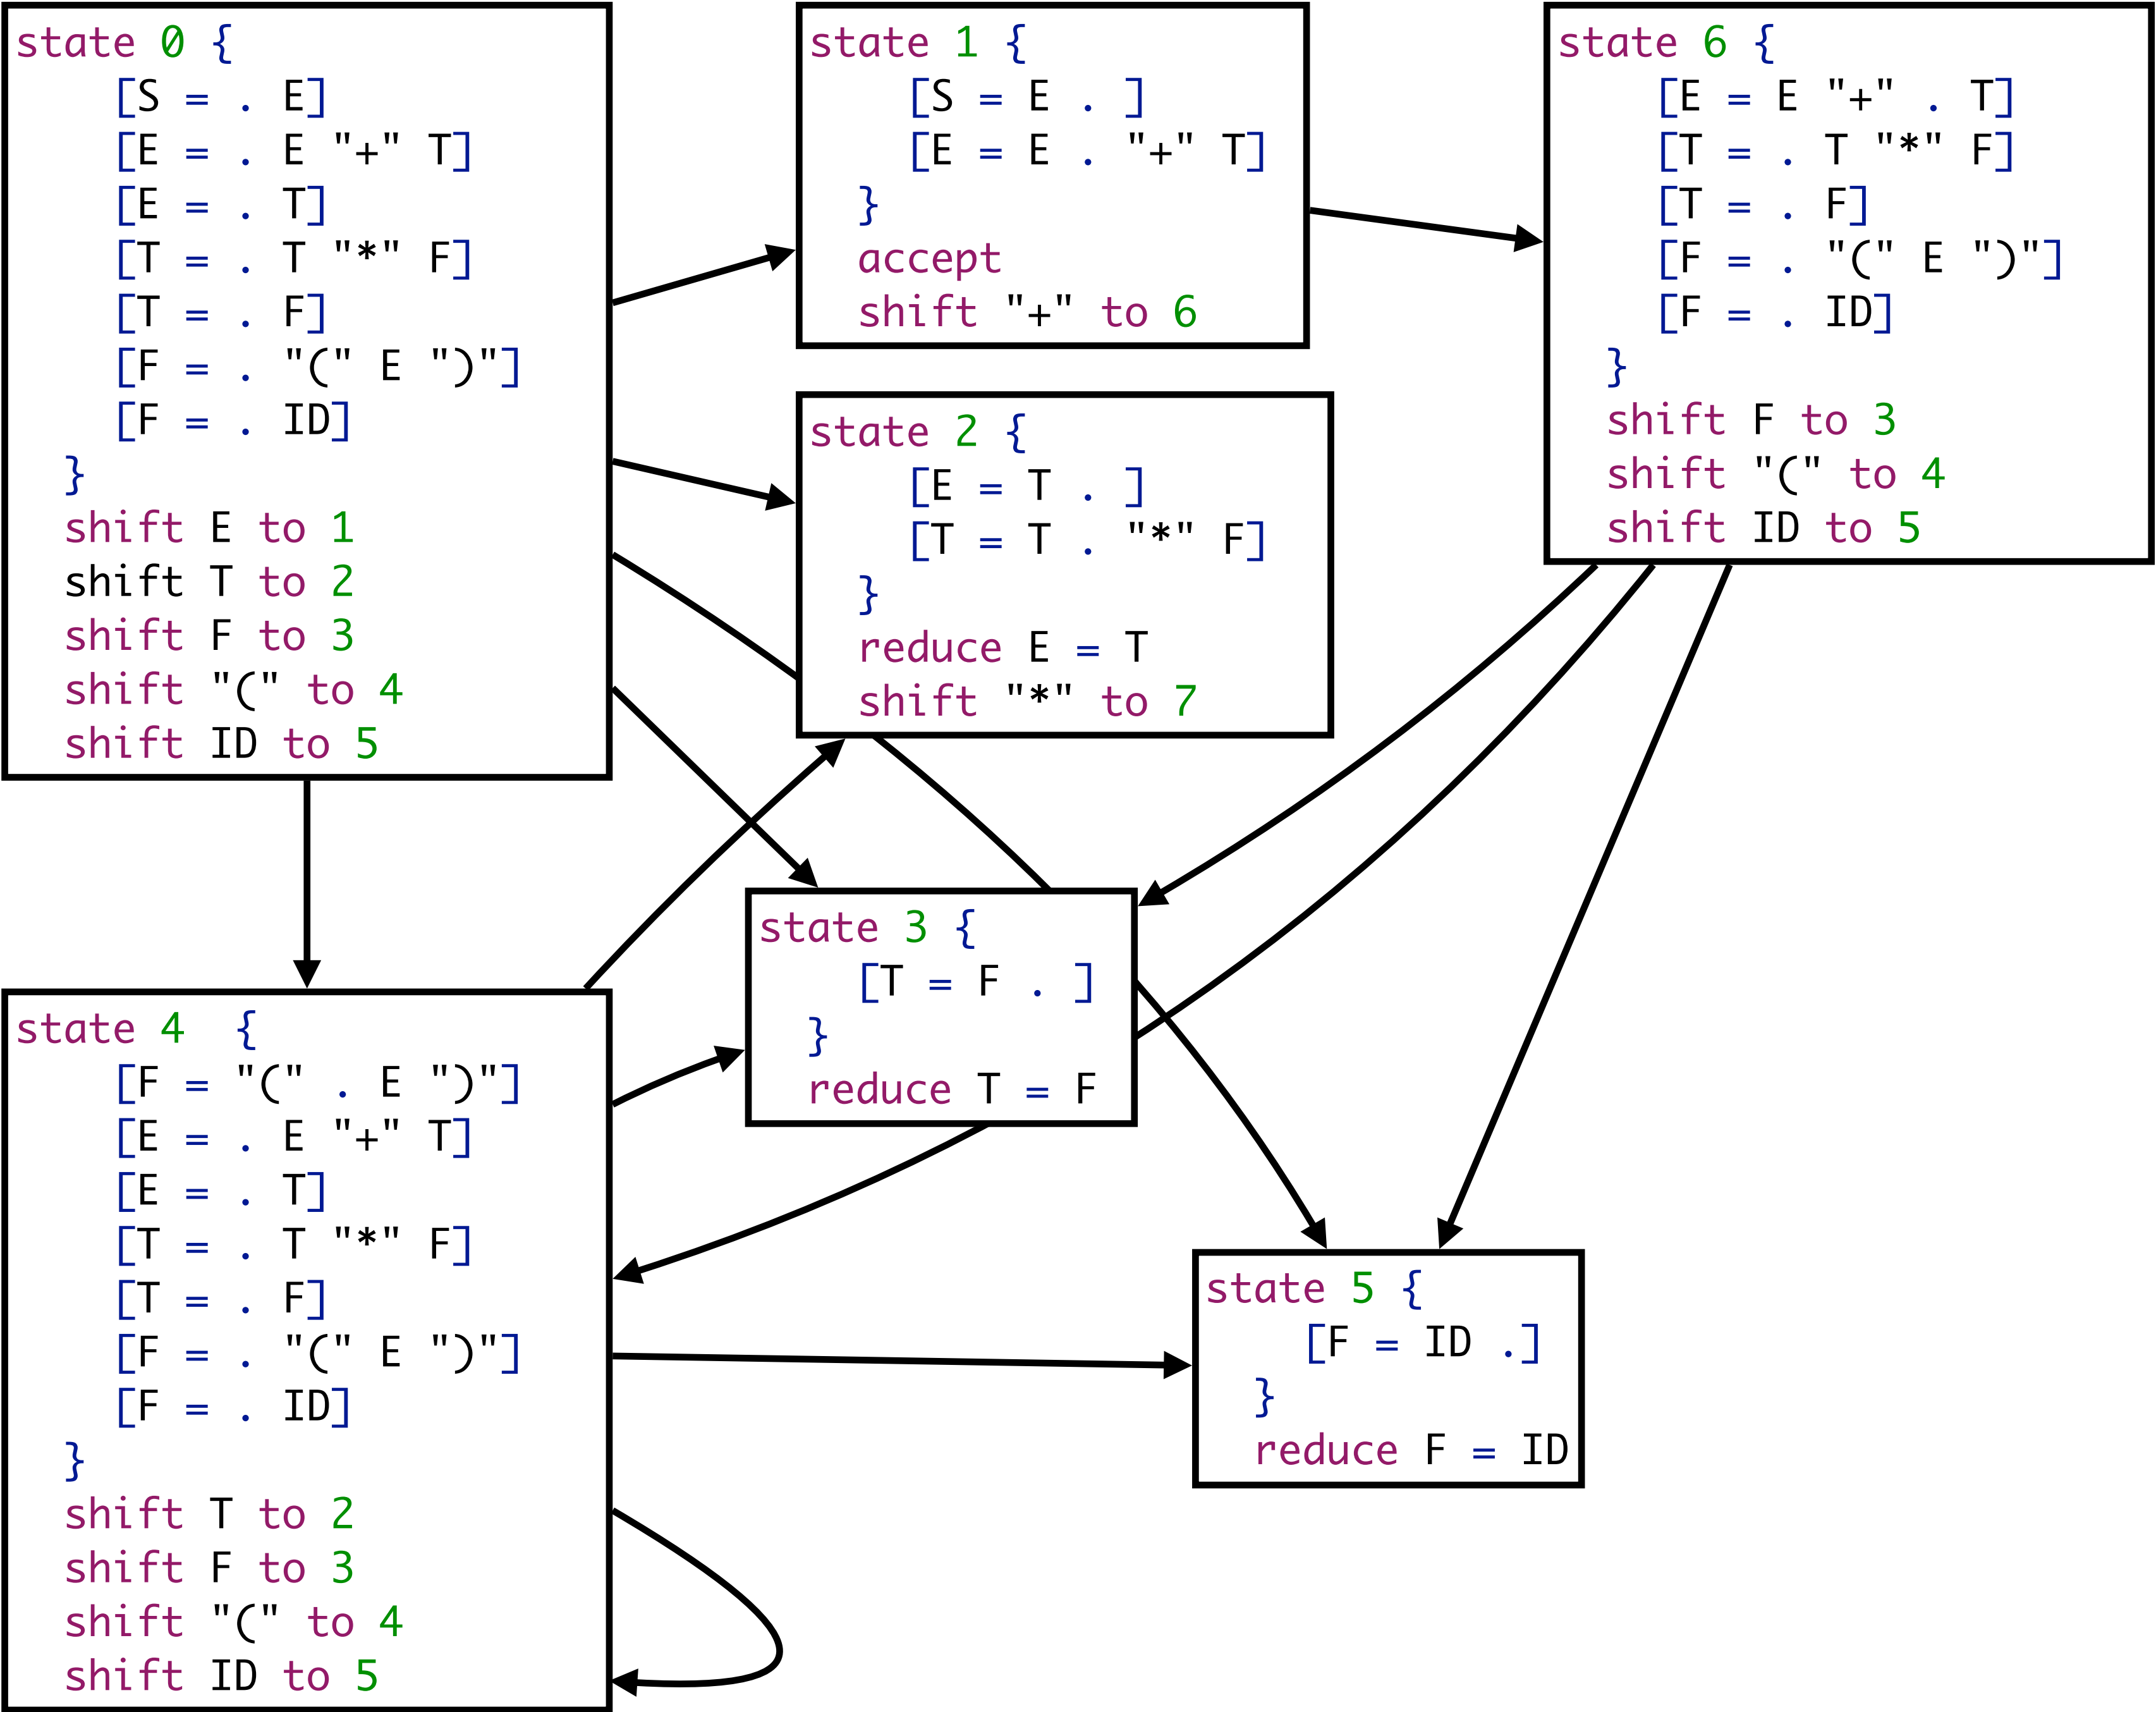 state 0 {
[S = . E]
[E = . E "+" T]
[E = . T]
[T = . T "*" F]
[T = . F]
[F = . "(" E ")"]
[F = . ID]
}
shift E to 1
shift T to 2
shift F to 3
shift "(" to 4
shift ID to 5
state 1 {
[S = E . ]
[E = E . "+" T]
}
accept
shift "+" to 6
state 6 {
[E = E "+" . T]
[T = . T "*" F]
[T = . F]
[F = . "(" E ")"]
[F = . ID]
}
shift F to 3
shift "(" to 4
shift ID to 5
state 2 {
[E = T . ]
[T = T . "*" F]
}
reduce E = T
shift "*" to 7
state 3 {
[T = F . ]
}
reduce T = F
state 4 {
[F = "(" . E ")"]
[E = . E "+" T]
[E = . T]
[T = . T "*" F]
[T = . F]
[F = . "(" E ")"]
[F = . ID]
}
shift T to 2
shift F to 3
shift "(" to 4
shift ID to 5
state 5 {
[F = ID .]
}
reduce F = ID